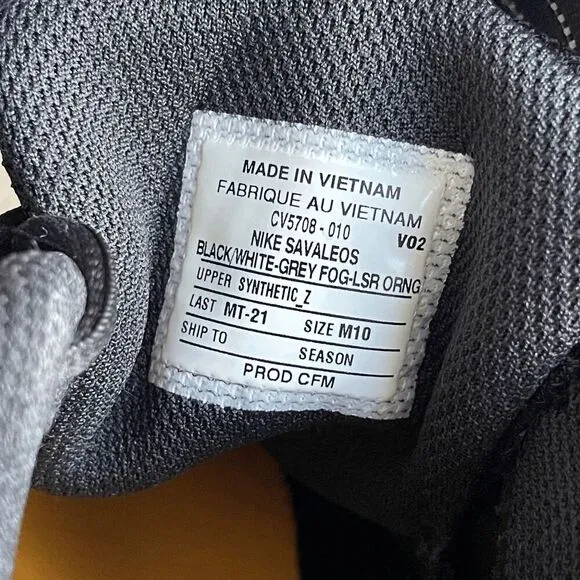 MADE IN VIETNAM
FABRIQUE AU VIETNAM
CV5708 - 010 V02
NIKE SAVALEOS
BLACK/WHITE-GREY FOG-LSR ORNG
UPPER SYNTHETIC_Z
LAST MT-21 SIZE M10
SHIP TO SEASON
PROD CFM